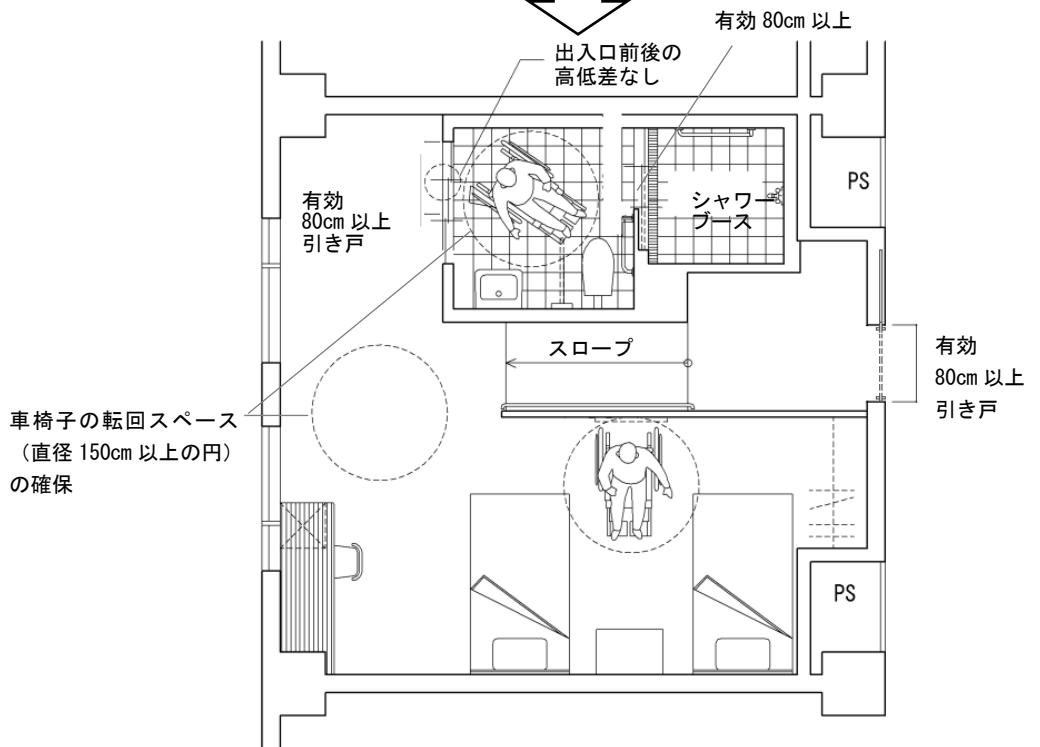 有効 80cm 以上
出入口前後の
高低差なし
有効
80cm 以上
引き戸
シャワー
ブース
PS
スロープ
有効
80cm 以上
引き戸
車椅子の転回スペース
（直径 150cm 以上の円）
の確保
PS